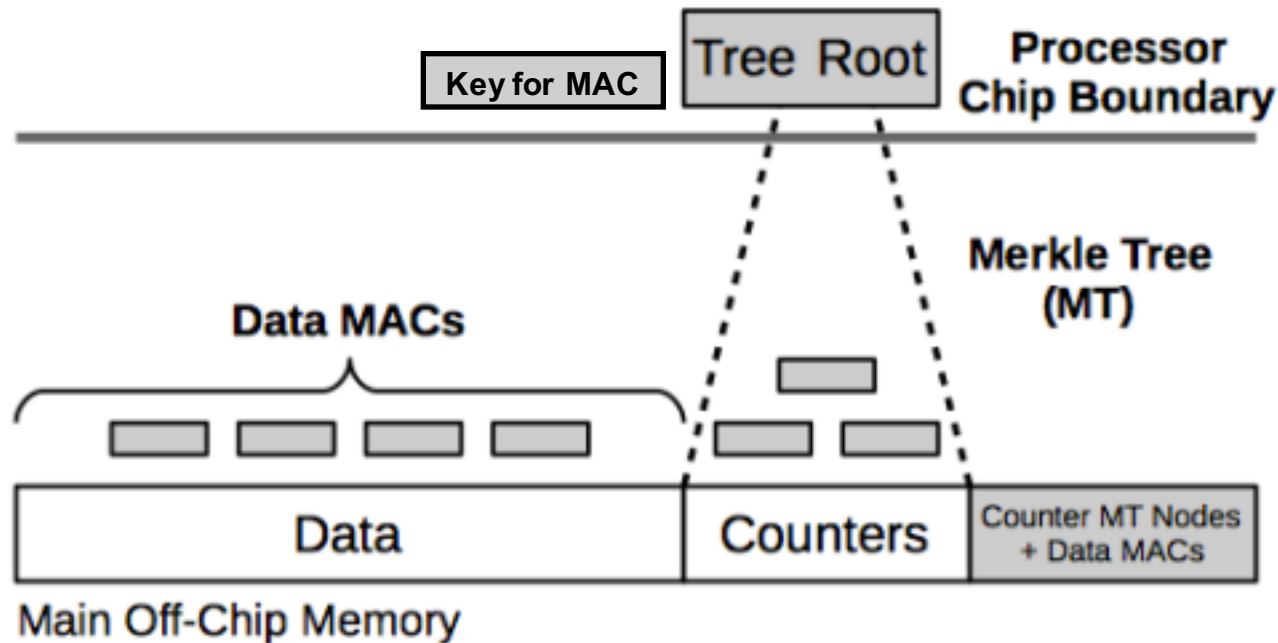 Key for MAC
Tree Root
Processor
Chip Boundary
Merkle Tree
(MT)
Data MACs
Data
Counters
Counter MT Nodes
+ Data MACs
Main Off-Chip Memory